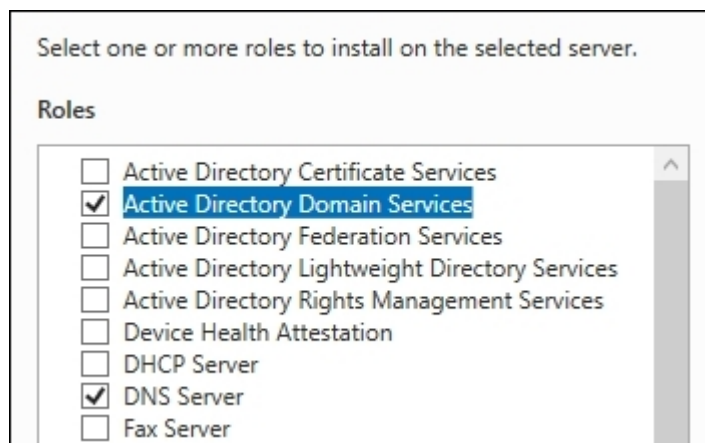 Select one or more roles to install on the selected server.
Roles
Active Directory Certificate Services
Active Directory Domain Services
Active Directory Federation Services
Active Directory Lightweight Directory Services
Active Directory Rights Management Services
Device Health Attestation
DHCP Server
DNS Server
Fax Server